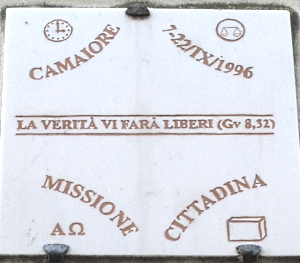 CAMAIORE
7-22/IX/1996
LA VERITÀ VI FARÀ LIBERI (Gv 8,32)
MISSIONE
CITTADINA
ΑΩ